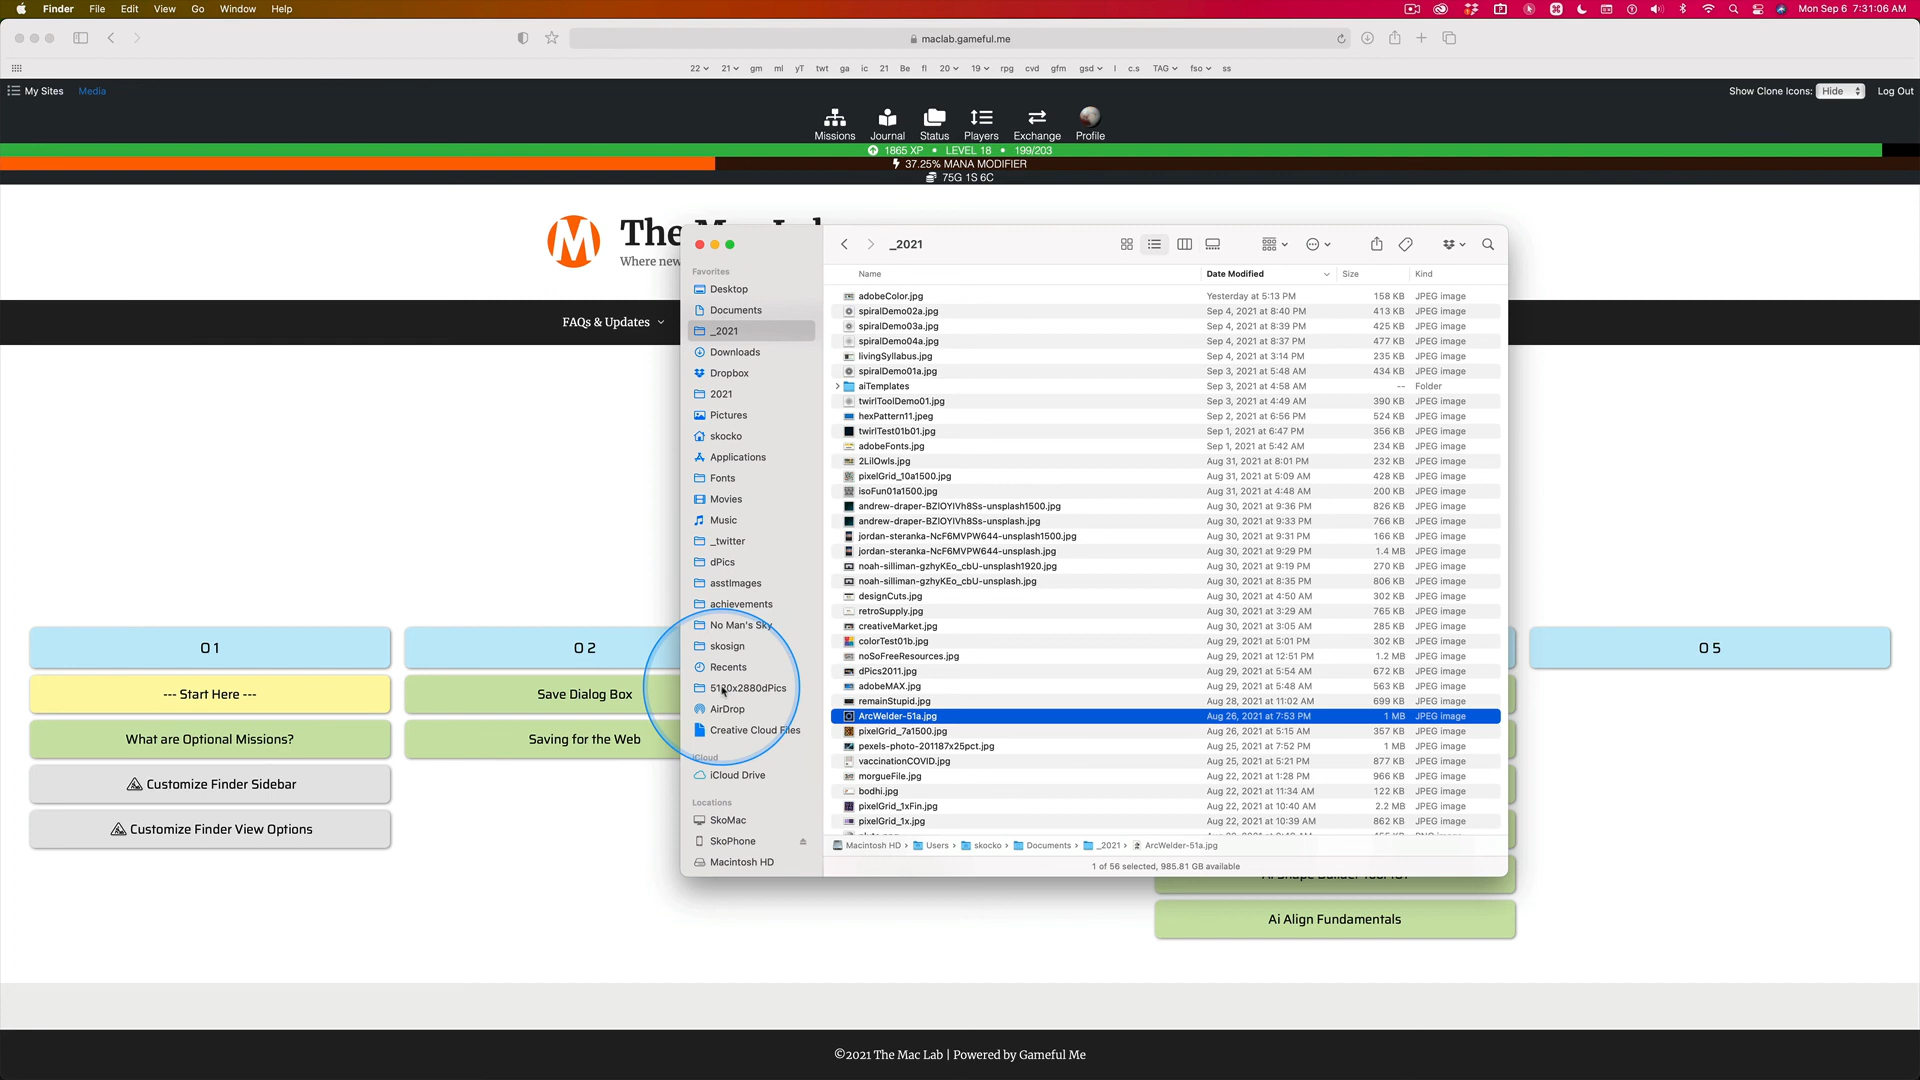 Finder File Edit View Go Window Help Mon Sep 6 7:31:06 AM
maclab.gameful.me
22 21 gm ml yT twt ga ic 21 Be fl 20 19 rpg cvd gfm gsd l c.s TAG fso ss
My Sites Media Show Clone Icons: Hide Log Out
Missions Journal Status Players Exchange Profile
1865 XP • LEVEL 18 • 199/203
37.25% MANA MODIFIER
75G 1S 6C
The Mac Lab
Where new
FAQs & Updates
_2021
Favorites
Desktop
Documents
_2021
Downloads
Dropbox
2021
Pictures
skocko
Applications
Fonts
Movies
Music
_twitter
dPics
asstImages
achievements
No Man's Sky
skosign
Recents
5120x2880dPics
AirDrop
Creative Cloud Files
iCloud
iCloud Drive
Locations
SkoMac
SkoPhone
Macintosh HD
Name Date Modified Size Kind
adobeColor.jpg Yesterday at 5:13 PM 158 KB JPEG image
spiralDemo02a.jpg Sep 4, 2021 at 8:40 PM 413 KB JPEG image
spiralDemo03a.jpg Sep 4, 2021 at 8:39 PM 425 KB JPEG image
spiralDemo04a.jpg Sep 4, 2021 at 8:37 PM 477 KB JPEG image
livingSyllabus.jpg Sep 4, 2021 at 3:14 PM 235 KB JPEG image
spiralDemo01a.jpg Sep 3, 2021 at 5:48 AM 434 KB JPEG image
aiTemplates Sep 3, 2021 at 4:58 AM -- Folder
twirlToolDemo01.jpg Sep 3, 2021 at 4:49 AM 390 KB JPEG image
hexPattern11.jpeg Sep 2, 2021 at 6:56 PM 524 KB JPEG image
twirlTest01b01.jpg Sep 1, 2021 at 6:47 PM 356 KB JPEG image
adobeFonts.jpg Sep 1, 2021 at 5:42 AM 234 KB JPEG image
2LilOwls.jpg Aug 31, 2021 at 8:01 PM 232 KB JPEG image
pixelGrid_10a1500.jpg Aug 31, 2021 at 5:09 AM 428 KB JPEG image
isoFun01a1500.jpg Aug 31, 2021 at 4:48 AM 200 KB JPEG image
andrew-draper-BZlOYIVh8Ss-unsplash1500.jpg Aug 30, 2021 at 9:36 PM 826 KB JPEG image
andrew-draper-BZlOYIVh8Ss-unsplash.jpg Aug 30, 2021 at 9:33 PM 766 KB JPEG image
jordan-steranka-NcF6MVPW644-unsplash1500.jpg Aug 30, 2021 at 9:31 PM 166 KB JPEG image
jordan-steranka-NcF6MVPW644-unsplash.jpg Aug 30, 2021 at 9:29 PM 1.4 MB JPEG image
noah-silliman-gzhyKEo_cbU-unsplash1920.jpg Aug 30, 2021 at 9:19 PM 270 KB JPEG image
noah-silliman-gzhyKEo_cbU-unsplash.jpg Aug 30, 2021 at 8:35 PM 806 KB JPEG image
designCuts.jpg Aug 30, 2021 at 4:50 AM 302 KB JPEG image
retroSupply.jpg Aug 30, 2021 at 3:29 AM 765 KB JPEG image
creativeMarket.jpg Aug 30, 2021 at 3:05 AM 285 KB JPEG image
colorTest01b.jpg Aug 29, 2021 at 5:01 PM 302 KB JPEG image
noSoFreeResources.jpg Aug 29, 2021 at 12:51 PM 1.2 MB JPEG image
dPics2011.jpg Aug 29, 2021 at 5:54 AM 672 KB JPEG image
adobeMAX.jpg Aug 29, 2021 at 5:48 AM 563 KB JPEG image
remainStupid.jpg Aug 28, 2021 at 11:02 AM 699 KB JPEG image
ArcWelder-51a.jpg Aug 26, 2021 at 7:53 PM 1 MB JPEG image
pixelGrid_7a1500.jpg Aug 26, 2021 at 5:15 AM 357 KB JPEG image
pexels-photo-201187x25pct.jpg Aug 25, 2021 at 7:52 PM 1 MB JPEG image
vaccinationCOVID.jpg Aug 25, 2021 at 5:21 PM 877 KB JPEG image
morgueFile.jpg Aug 22, 2021 at 1:28 PM 966 KB JPEG image
bodhi.jpg Aug 22, 2021 at 11:34 AM 122 KB JPEG image
pixelGrid_1xFin.jpg Aug 22, 2021 at 10:40 AM 2.2 MB JPEG image
pixelGrid_1x.jpg Aug 22, 2021 at 10:39 AM 862 KB JPEG image
Macintosh HD › Users › skocko › Documents › _2021 › ArcWelder-51a.jpg
1 of 56 selected, 985.81 GB available
O 1 O 2 O 5
--- Start Here --- Save Dialog Box
What are Optional Missions? Saving for the Web
Customize Finder Sidebar
Customize Finder View Options
Ai Align Fundamentals
©2021 The Mac Lab | Powered by Gameful Me